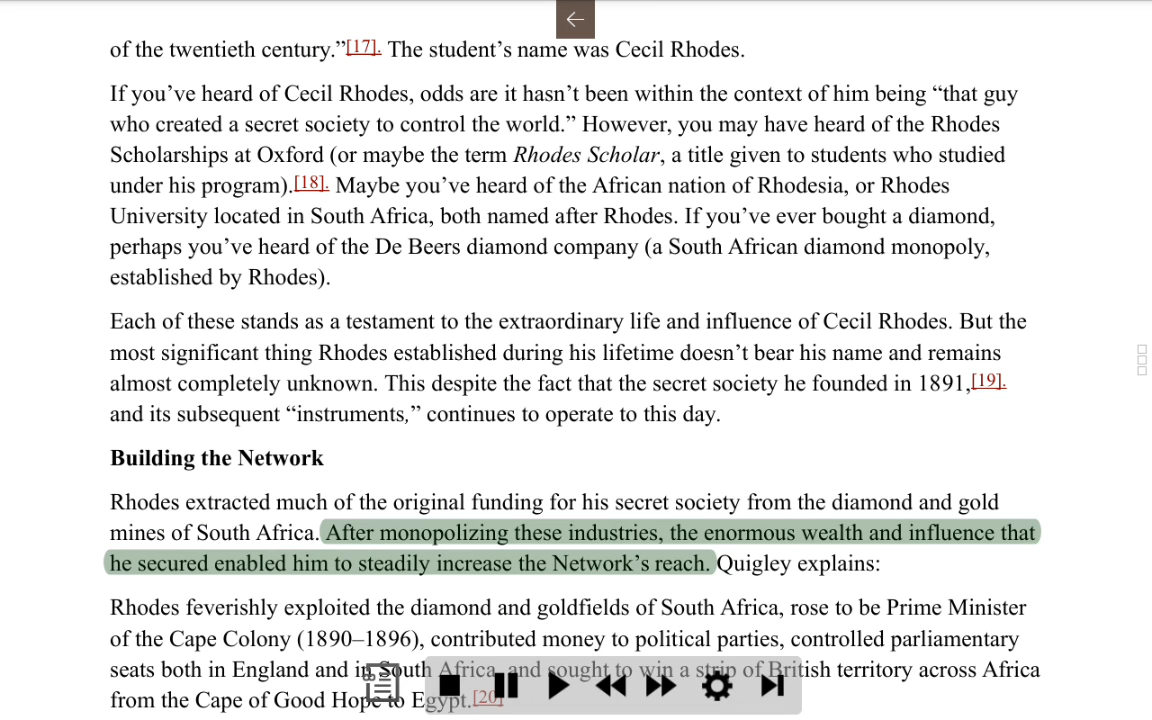 of the twentieth century.”[17]. The student’s name was Cecil Rhodes.
If you’ve heard of Cecil Rhodes, odds are it hasn’t been within the context of him being “that guy
who created a secret society to control the world.” However, you may have heard of the Rhodes
Scholarships at Oxford (or maybe the term Rhodes Scholar, a title given to students who studied
under his program).[18]. Maybe you’ve heard of the African nation of Rhodesia, or Rhodes
University located in South Africa, both named after Rhodes. If you’ve ever bought a diamond,
perhaps you’ve heard of the De Beers diamond company (a South African diamond monopoly,
established by Rhodes).
Each of these stands as a testament to the extraordinary life and influence of Cecil Rhodes. But the
most significant thing Rhodes established during his lifetime doesn’t bear his name and remains
almost completely unknown. This despite the fact that the secret society he founded in 1891,[19].
and its subsequent “instruments,” continues to operate to this day.
Building the Network
Rhodes extracted much of the original funding for his secret society from the diamond and gold
mines of South Africa. After monopolizing these industries, the enormous wealth and influence that
he secured enabled him to steadily increase the Network’s reach. Quigley explains:
Rhodes feverishly exploited the diamond and goldfields of South Africa, rose to be Prime Minister
of the Cape Colony (1890–1896), contributed money to political parties, controlled parliamentary
seats both in England and in South Africa, and sought to win a strip of British territory across Africa
from the Cape of Good Hope to Egypt.[20]